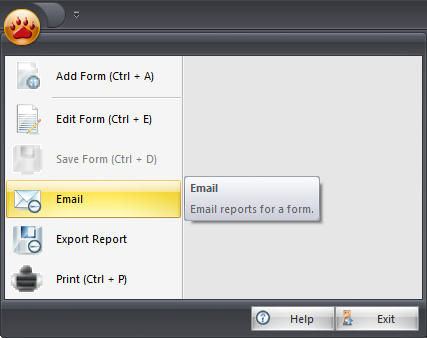 Add Form (Ctrl + A)
Edit Form (Ctrl + E)
Save Form (Ctrl + D)
Email
Email
Email reports for a form.
Export Report
Print (Ctrl + P)
Help
Exit